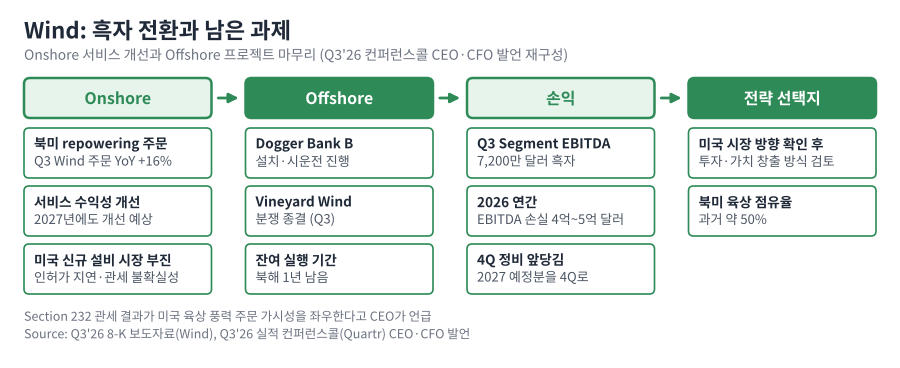 Wind: 흑자 전환과 남은 과제
Onshore 서비스 개선과 Offshore 프로젝트 마무리 (Q3'26 컨퍼런스콜 CEO·CFO 발언 재구성)
Onshore
북미 repowering 주문
Q3 Wind 주문 YoY +16%
서비스 수익성 개선
2027년에도 개선 예상
미국 신규 설비 시장 부진
인허가 지연·관세 불확실성
Offshore
Dogger Bank B
설치·시운전 진행
Vineyard Wind
분쟁 종결 (Q3)
잔여 실행 기간
북해 1년 남음
손익
Q3 Segment EBITDA
7,200만 달러 흑자
2026 연간
EBITDA 손실 4억~5억 달러
4Q 정비 앞당김
2027 예정분을 4Q로
전략 선택지
미국 시장 방향 확인 후
투자·가치 창출 방식 검토
북미 육상 점유율
과거 약 50%
Section 232 관세 결과가 미국 육상 풍력 주문 가시성을 좌우한다고 CEO가 언급
Source: Q3'26 8-K 보도자료(Wind), Q3'26 실적 컨퍼런스콜(Quartr) CEO·CFO 발언